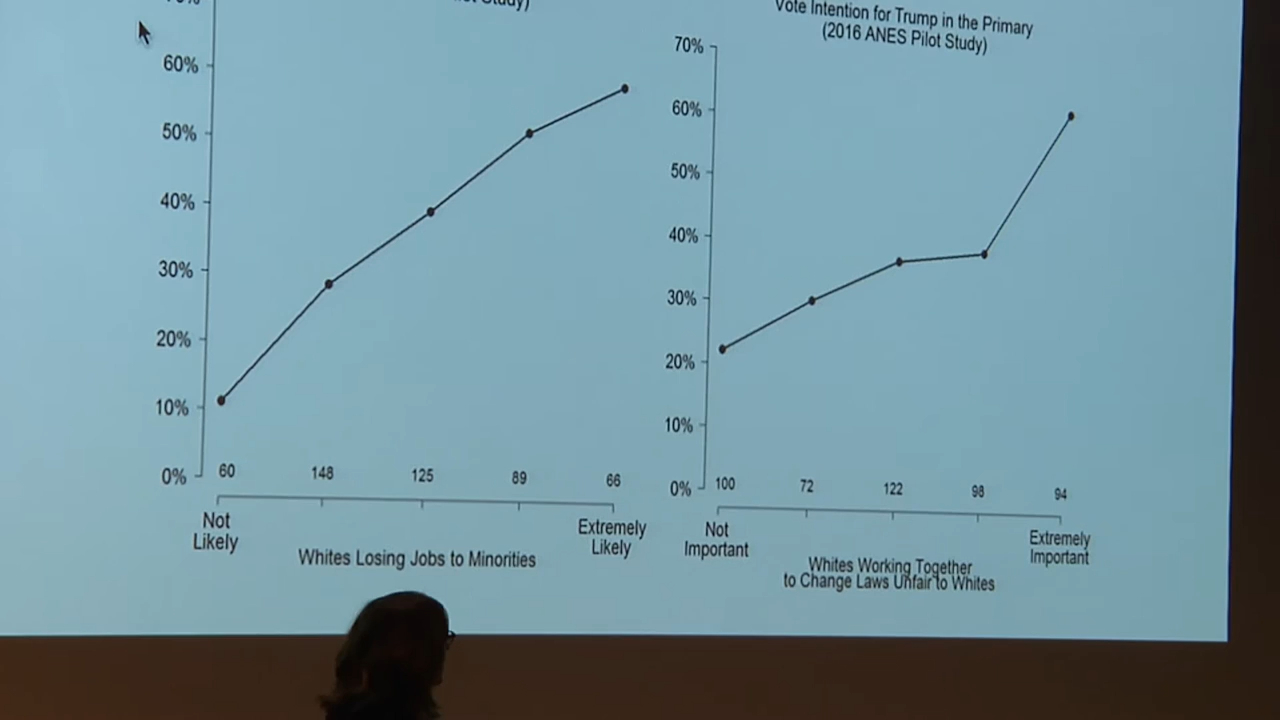 Study)
60%
50%
40%
30%
20%
10%
0%
60 148 125 89 66
Not
Likely
Extremely
Likely
Whites Losing Jobs to Minorities
Vote Intention for Trump in the Primary
(2016 ANES Pilot Study)
70%
60%
50%
40%
30%
20%
10%
0%
100 72 122 98 94
Not
Important
Extremely
Important
Whites Working Together
to Change Laws Unfair to Whites